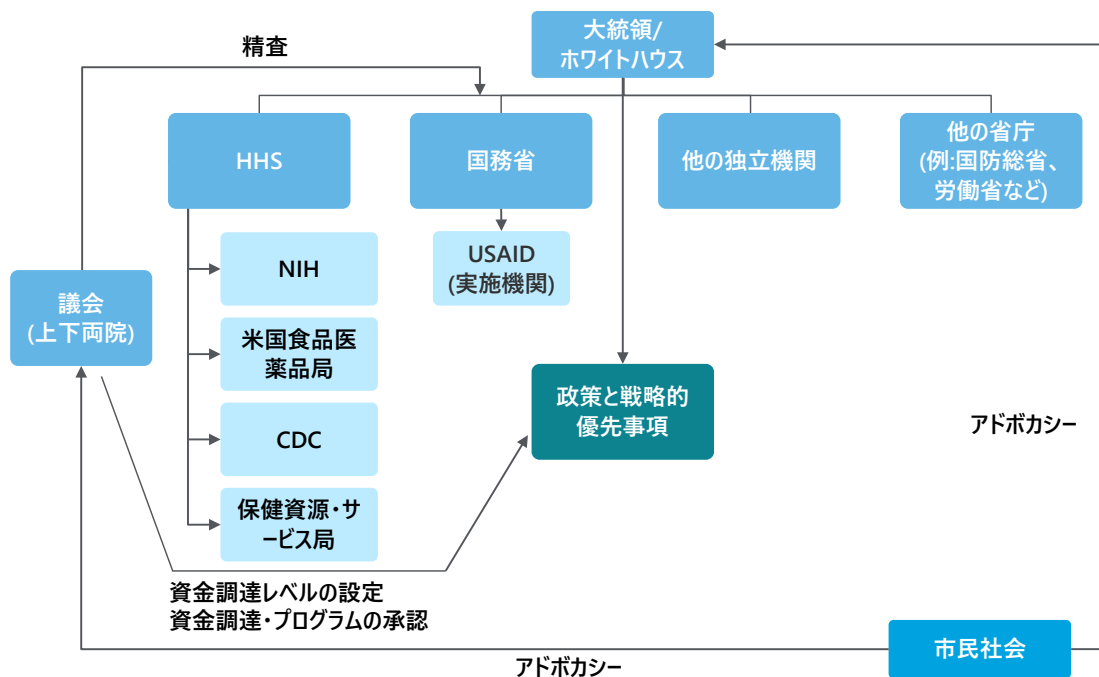 大統領/
ホワイトハウス
精査
HHS
国務省
他の独立機関
他の省庁
(例:国防総省、
労働省など)
NIH
USAID
(実施機関)
議会
(上下両院)
米国食品医
薬品局
政策と戦略的
優先事項
アドボカシー
CDC
保健資源・サ
ービス局
資金調達レベルの設定
資金調達・プログラムの承認
市民社会
アドボカシー